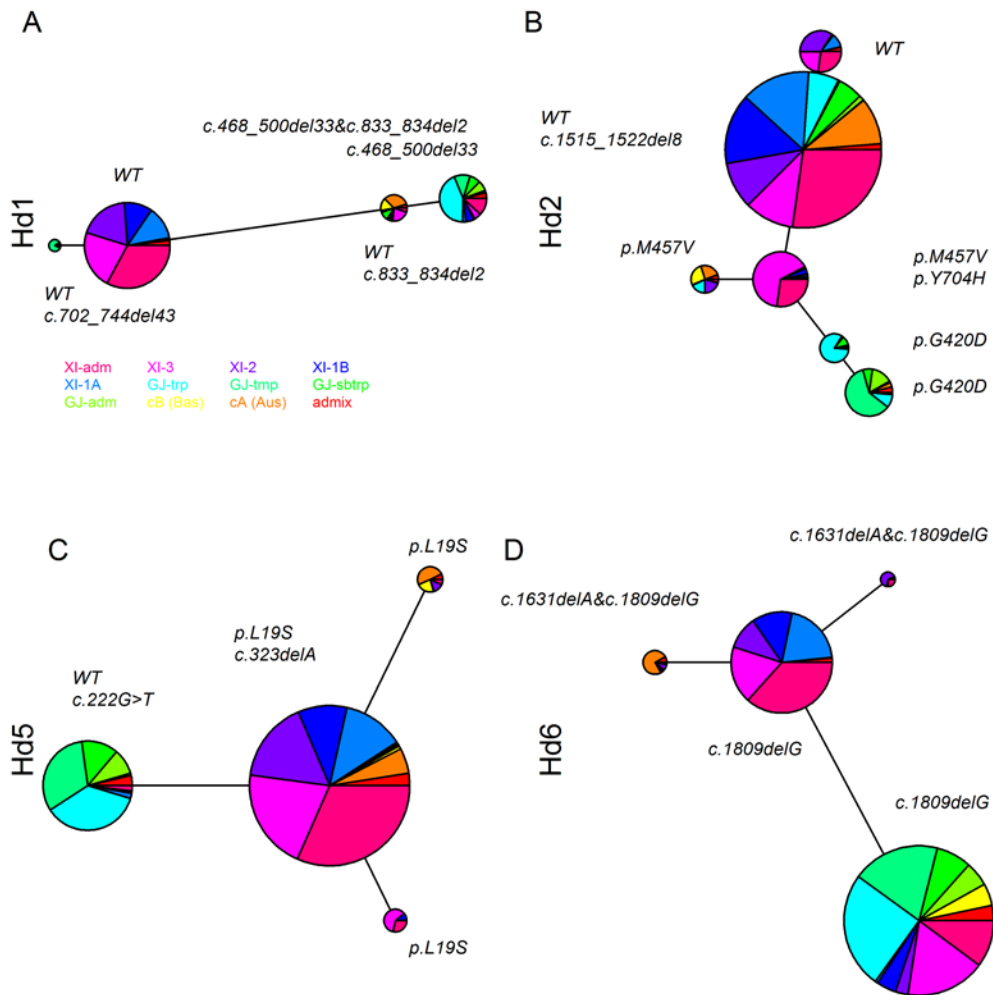 A
c.468_500del33&c.833_834del2
c.468_500del33
WT
Hd1
WT
c.833_834del2
WT
c.702_744del43
XI-adm XI-3 XI-2 XI-1B
XI-1A GJ-trp GJ-tmp GJ-sbtrp
GJ-adm cB (Bas) cA (Aus) admix
B
WT
WT
c.1515_1522del8
Hd2
p.M457V
p.M457V
p.Y704H
p.G420D
p.G420D
C
p.L19S
p.L19S
c.323delA
WT
c.222G>T
Hd5
p.L19S
D
c.1631delA&c.1809delG
c.1631delA&c.1809delG
Hd6
c.1809delG
c.1809delG